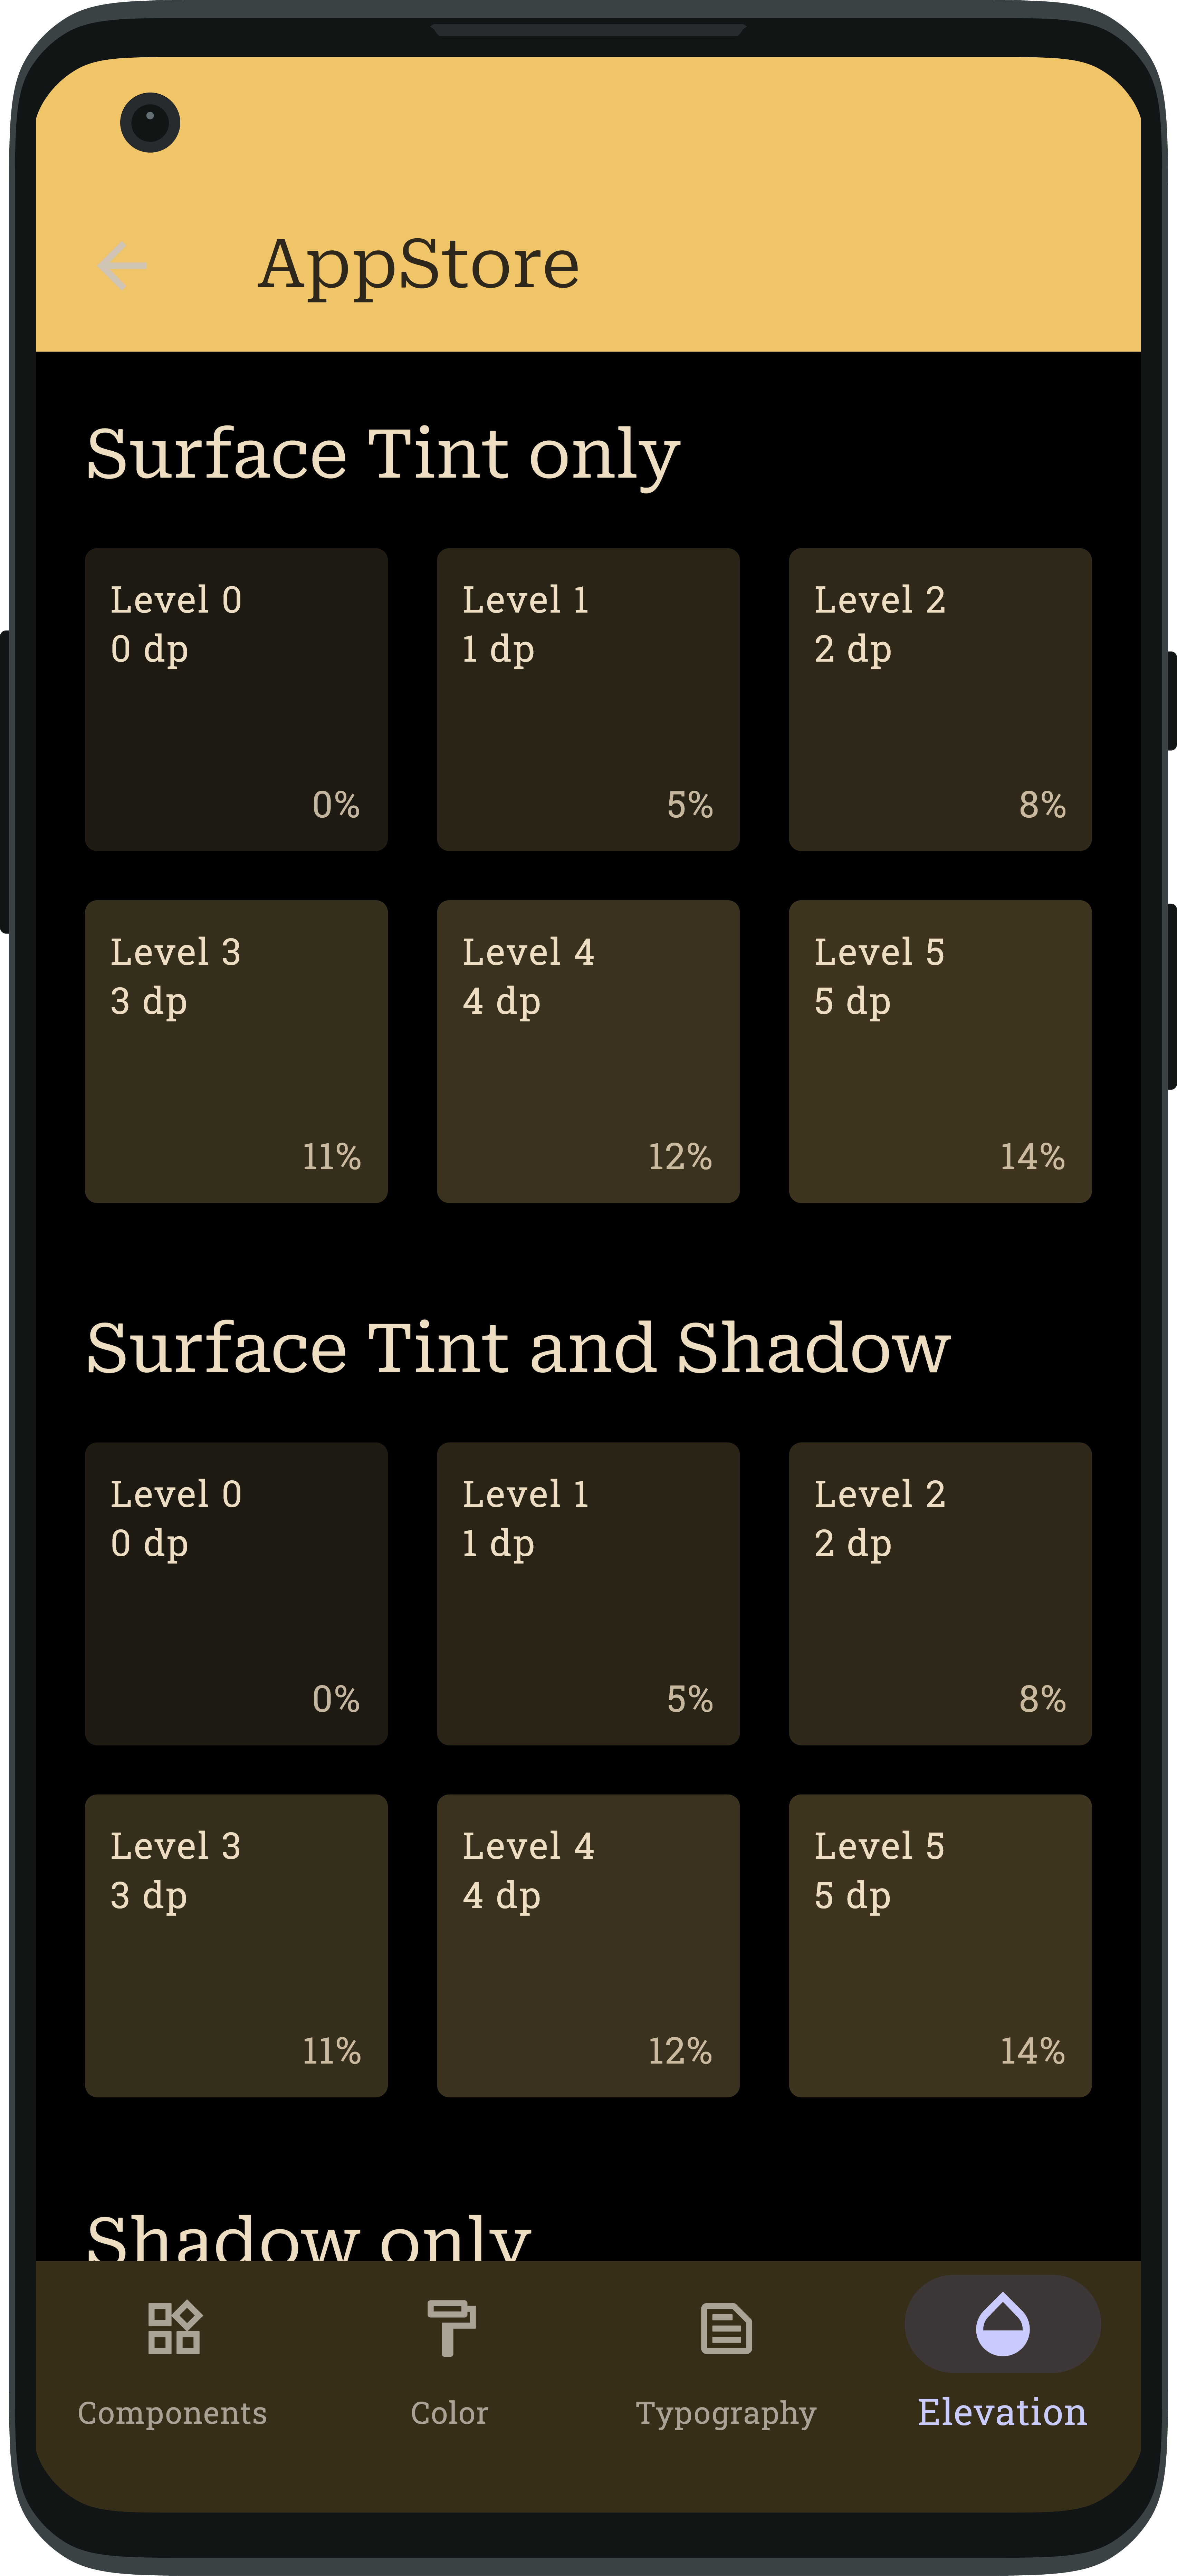 AppStore
Surface Tint only
Level 0
0 dp
0%
Level 1
1 dp
5%
Level 2
2 dp
8%
Level 3
3 dp
11%
Level 4
4 dp
12%
Level 5
5 dp
14%
Surface Tint and Shadow
Level 0
0 dp
0%
Level 1
1 dp
5%
Level 2
2 dp
8%
Level 3
3 dp
11%
Level 4
4 dp
12%
Level 5
5 dp
14%
Shadow only
Components
Color
Typography
Elevation